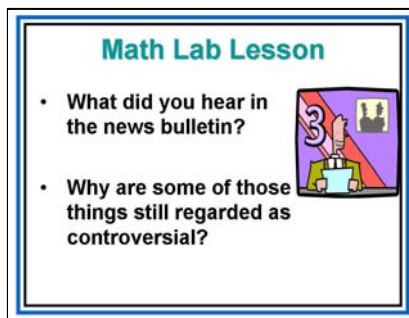 Math Lab Lesson
• What did you hear in
the news bulletin?
3
• Why are some of those
things still regarded as
controversial?